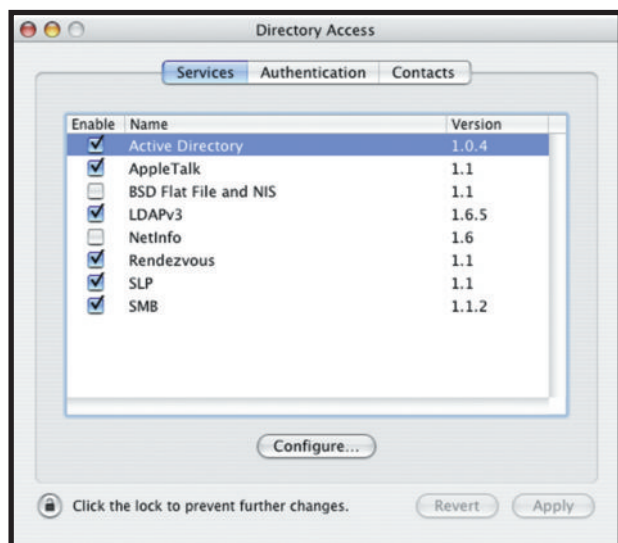 Directory Access
Services Authentication Contacts
Enable Name Version
Active Directory 1.0.4
AppleTalk 1.1
BSD Flat File and NIS 1.1
LDAPv3 1.6.5
NetInfo 1.6
Rendezvous 1.1
SLP 1.1
SMB 1.1.2
Configure...
Click the lock to prevent further changes. Revert Apply